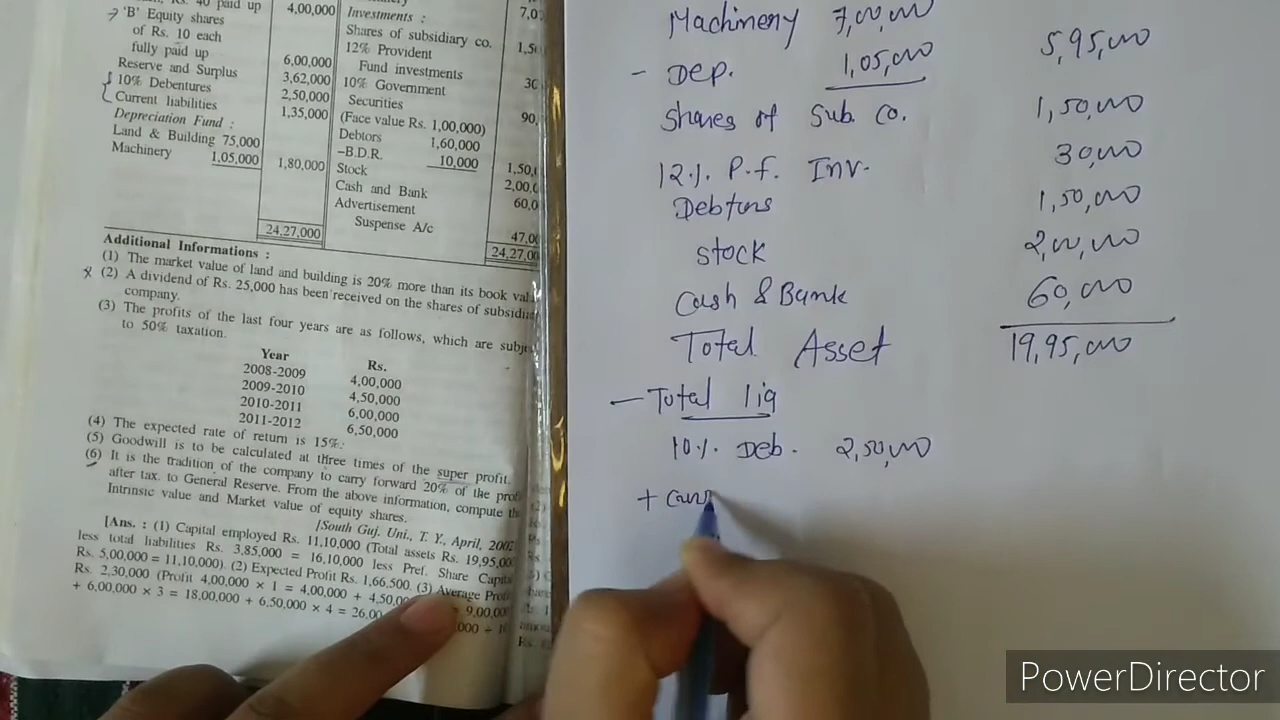 40 paid up
'B' Equity shares
of Rs. 10 each
fully paid up
Reserve and Surplus
10% Debentures
Current liabilities
Depreciation Fund :
Land & Building 75,000
Machinery 1,05,000
4,00,000
6,00,000
3,62,000
2,50,000
1,35,000
1,80,000
24,27,000
Investments :
Shares of subsidiary co.
12% Provident
Fund investments
10% Government
Securities
(Face value Rs. 1,00,000)
Debtors 1,60,000
–B.D.R. 10,000
Stock
Cash and Bank
Advertisement
Suspense A/c
Additional Informations :
(1) The market value of land and building is 20% more than its book
(2) A dividend of Rs. 25,000 has been received on the shares of
company.
(3) The profits of the last four years are as follows, which are
to 50% taxation.
Year Rs.
2008-2009 4,00,000
2009-2010 4,50,000
2010-2011 6,00,000
2011-2012 6,50,000
(4) The expected rate of return is 15%.
(5) Goodwill is to be calculated at three times of the super profit.
(6) It is the tradition of the company to carry forward 20% of the
after tax. to General Reserve. From the above information, compute
Intrinsic value and Market value of equity shares.
[South Guj. Uni., T. Y., April,
[Ans. : (1) Capital employed Rs. 11,10,000 (Total assets Rs. 19,95,000
less total liabilities Rs. 3,85,000 = 16,10,000 less Pref. Share
Rs. 5,00,000 = 11,10,000). (2) Expected Profit Rs. 1,66,500. (3) Average
Rs. 2,30,000 (Profit 4,00,000 × 1 = 4,00,000 + 4,50, = 9,00,000
+ 6,00,000 × 3 = 18,00,000 + 6,50,000 × 4 = 26,00
Machinery 7,00,000
- Dep. 1,05,000 5,95,000
Shares of Sub. Co. 1,50,000
12%. P.f. Inv. 30,000
Debtors 1,50,000
Stock 2,00,000
Cash & Bank 60,000
Total Asset 19,95,000
- Total liq
10%. Deb. 2,50,000
+
PowerDirector